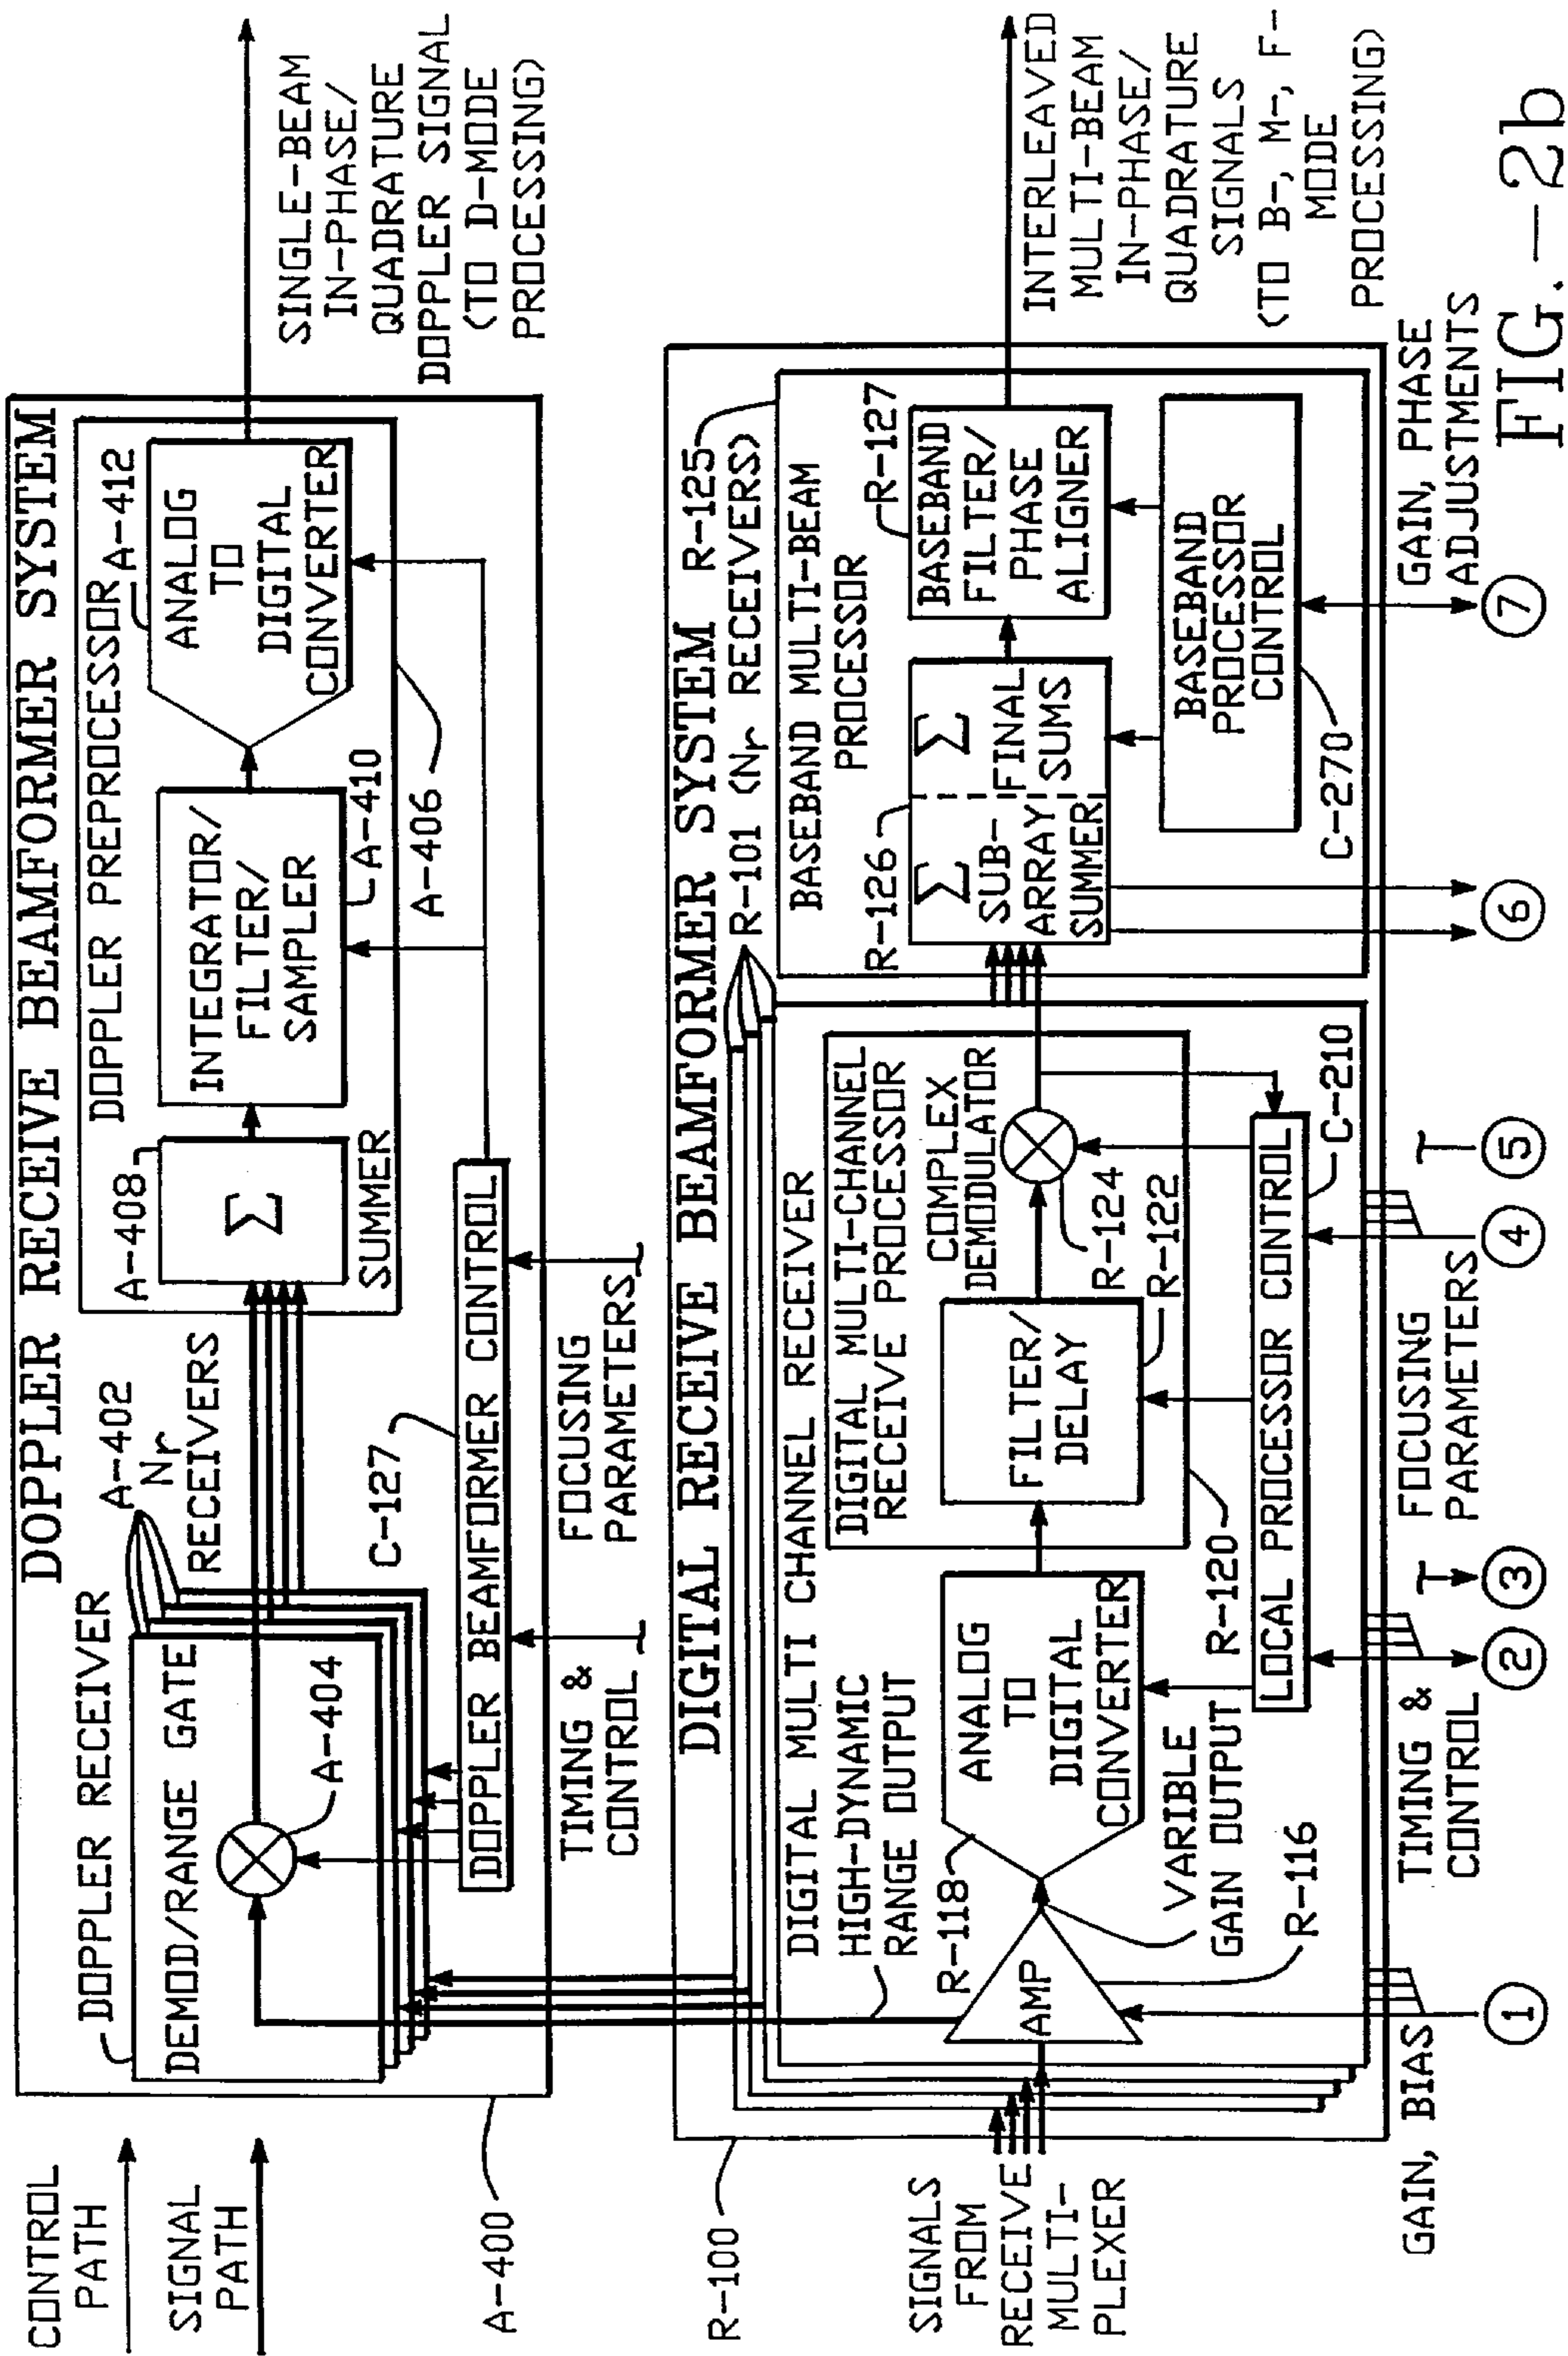 CONTROL
PATH
SIGNAL
PATH
DOPPLER RECEIVE BEAMFORMER SYSTEM
DOPPLER RECEIVER
DEMOD/RANGE GATE
A-404
A-402
Nr
RECEIVERS
A-408
Σ
SUMMER
DOPPLER PREPROCESSOR
INTEGRATOR/
FILTER/
SAMPLER
A-410
A-412
ANALOG
TO
DIGITAL
CONVERTER
A-406
C-127
DOPPLER BEAMFORMER CONTROL
TIMING &
CONTROL
FOCUSING
PARAMETERS
A-400
SINGLE-BEAM
IN-PHASE/
QUADRATURE
DOPPLER SIGNAL
(TO D-MODE
PROCESSING)
DIGITAL RECEIVE BEAMFORMER SYSTEM
R-100
R-101 (Nr RECEIVERS)
R-125
SIGNALS
FROM
RECEIVE
MULTI-
PLEXER
DIGITAL MULTI CHANNEL RECEIVER
HIGH-DYNAMIC
RANGE OUTPUT
R-118
AMP
ANALOG
TO
DIGITAL
CONVERTER
VARIBLE
GAIN OUTPUT
R-116
DIGITAL MULTI-CHANNEL
RECEIVE PROCESSOR
FILTER/
DELAY
COMPLEX
DEMODULATOR
R-124
R-122
R-120
LOCAL PROCESSOR CONTROL
C-210
BASEBAND MULTI-BEAM
PROCESSOR
R-126
Σ Σ
SUB-
ARRAY
SUMMER
FINAL
SUMS
R-127
BASEBAND
FILTER/
PHASE
ALIGNER
BASEBAND
PROCESSOR
CONTROL
C-270
INTERLEAVED
MULTI-BEAM
IN-PHASE/
QUADRATURE
SIGNALS
(TO B-, M-, F-
MODE
PROCESSING)
GAIN, BIAS
1
TIMING &
CONTROL
2
3
FOCUSING
PARAMETERS
4
5
6
GAIN, PHASE
ADJUSTMENTS
7
FIG.-2b